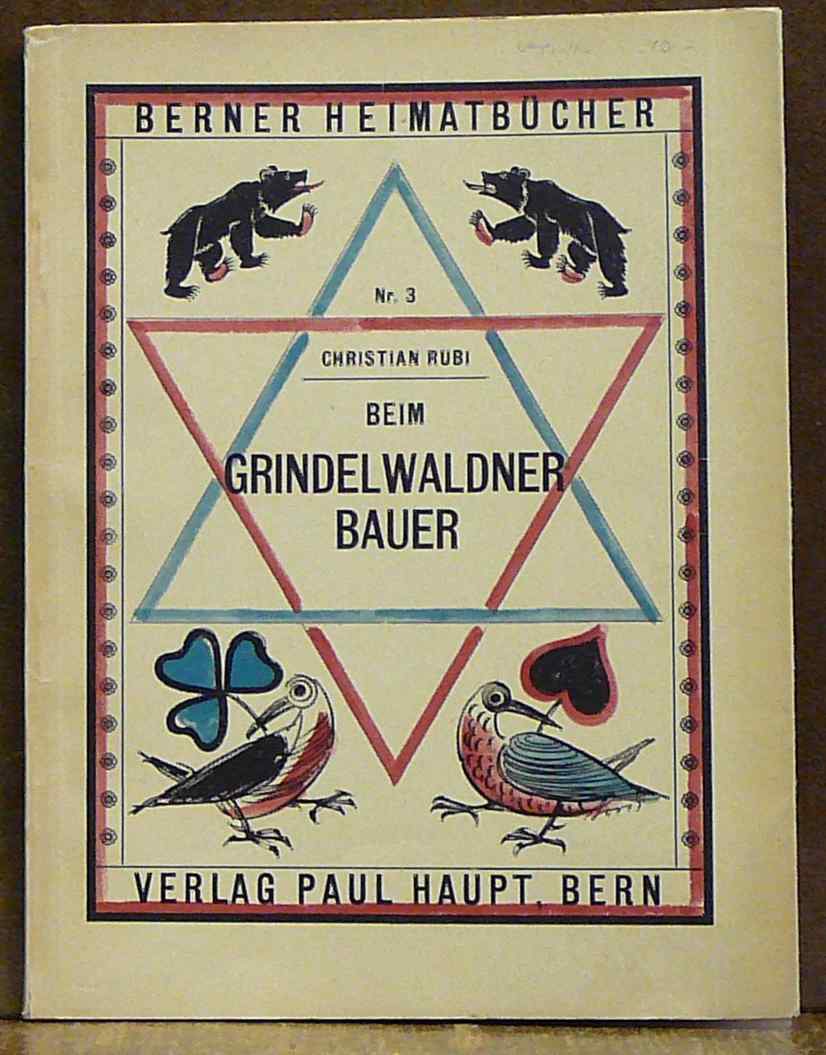 BERNER HEIMATBÜCHER
Nr. 3
CHRISTIAN RUBI
BEIM
GRINDELWALDNER
BAUER
VERLAG PAUL HAUPT, BERN